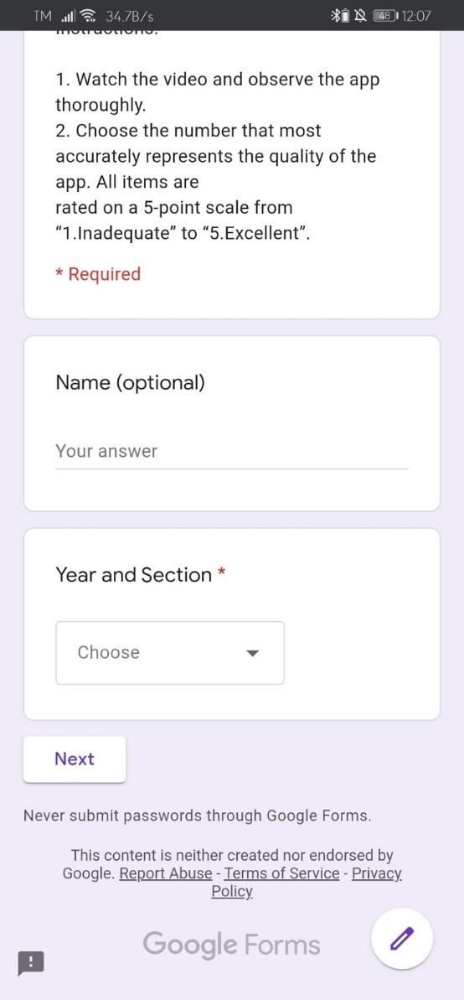 TM 34.7B/s 48 12:07
Instructions:
1. Watch the video and observe the app
thoroughly.
2. Choose the number that most
accurately represents the quality of the
app. All items are
rated on a 5-point scale from
“1.Inadequate” to “5.Excellent”.
* Required
Name (optional)
Your answer
Year and Section *
Choose
Next
Never submit passwords through Google Forms.
This content is neither created nor endorsed by
Google. Report Abuse - Terms of Service - Privacy
Policy
Google Forms